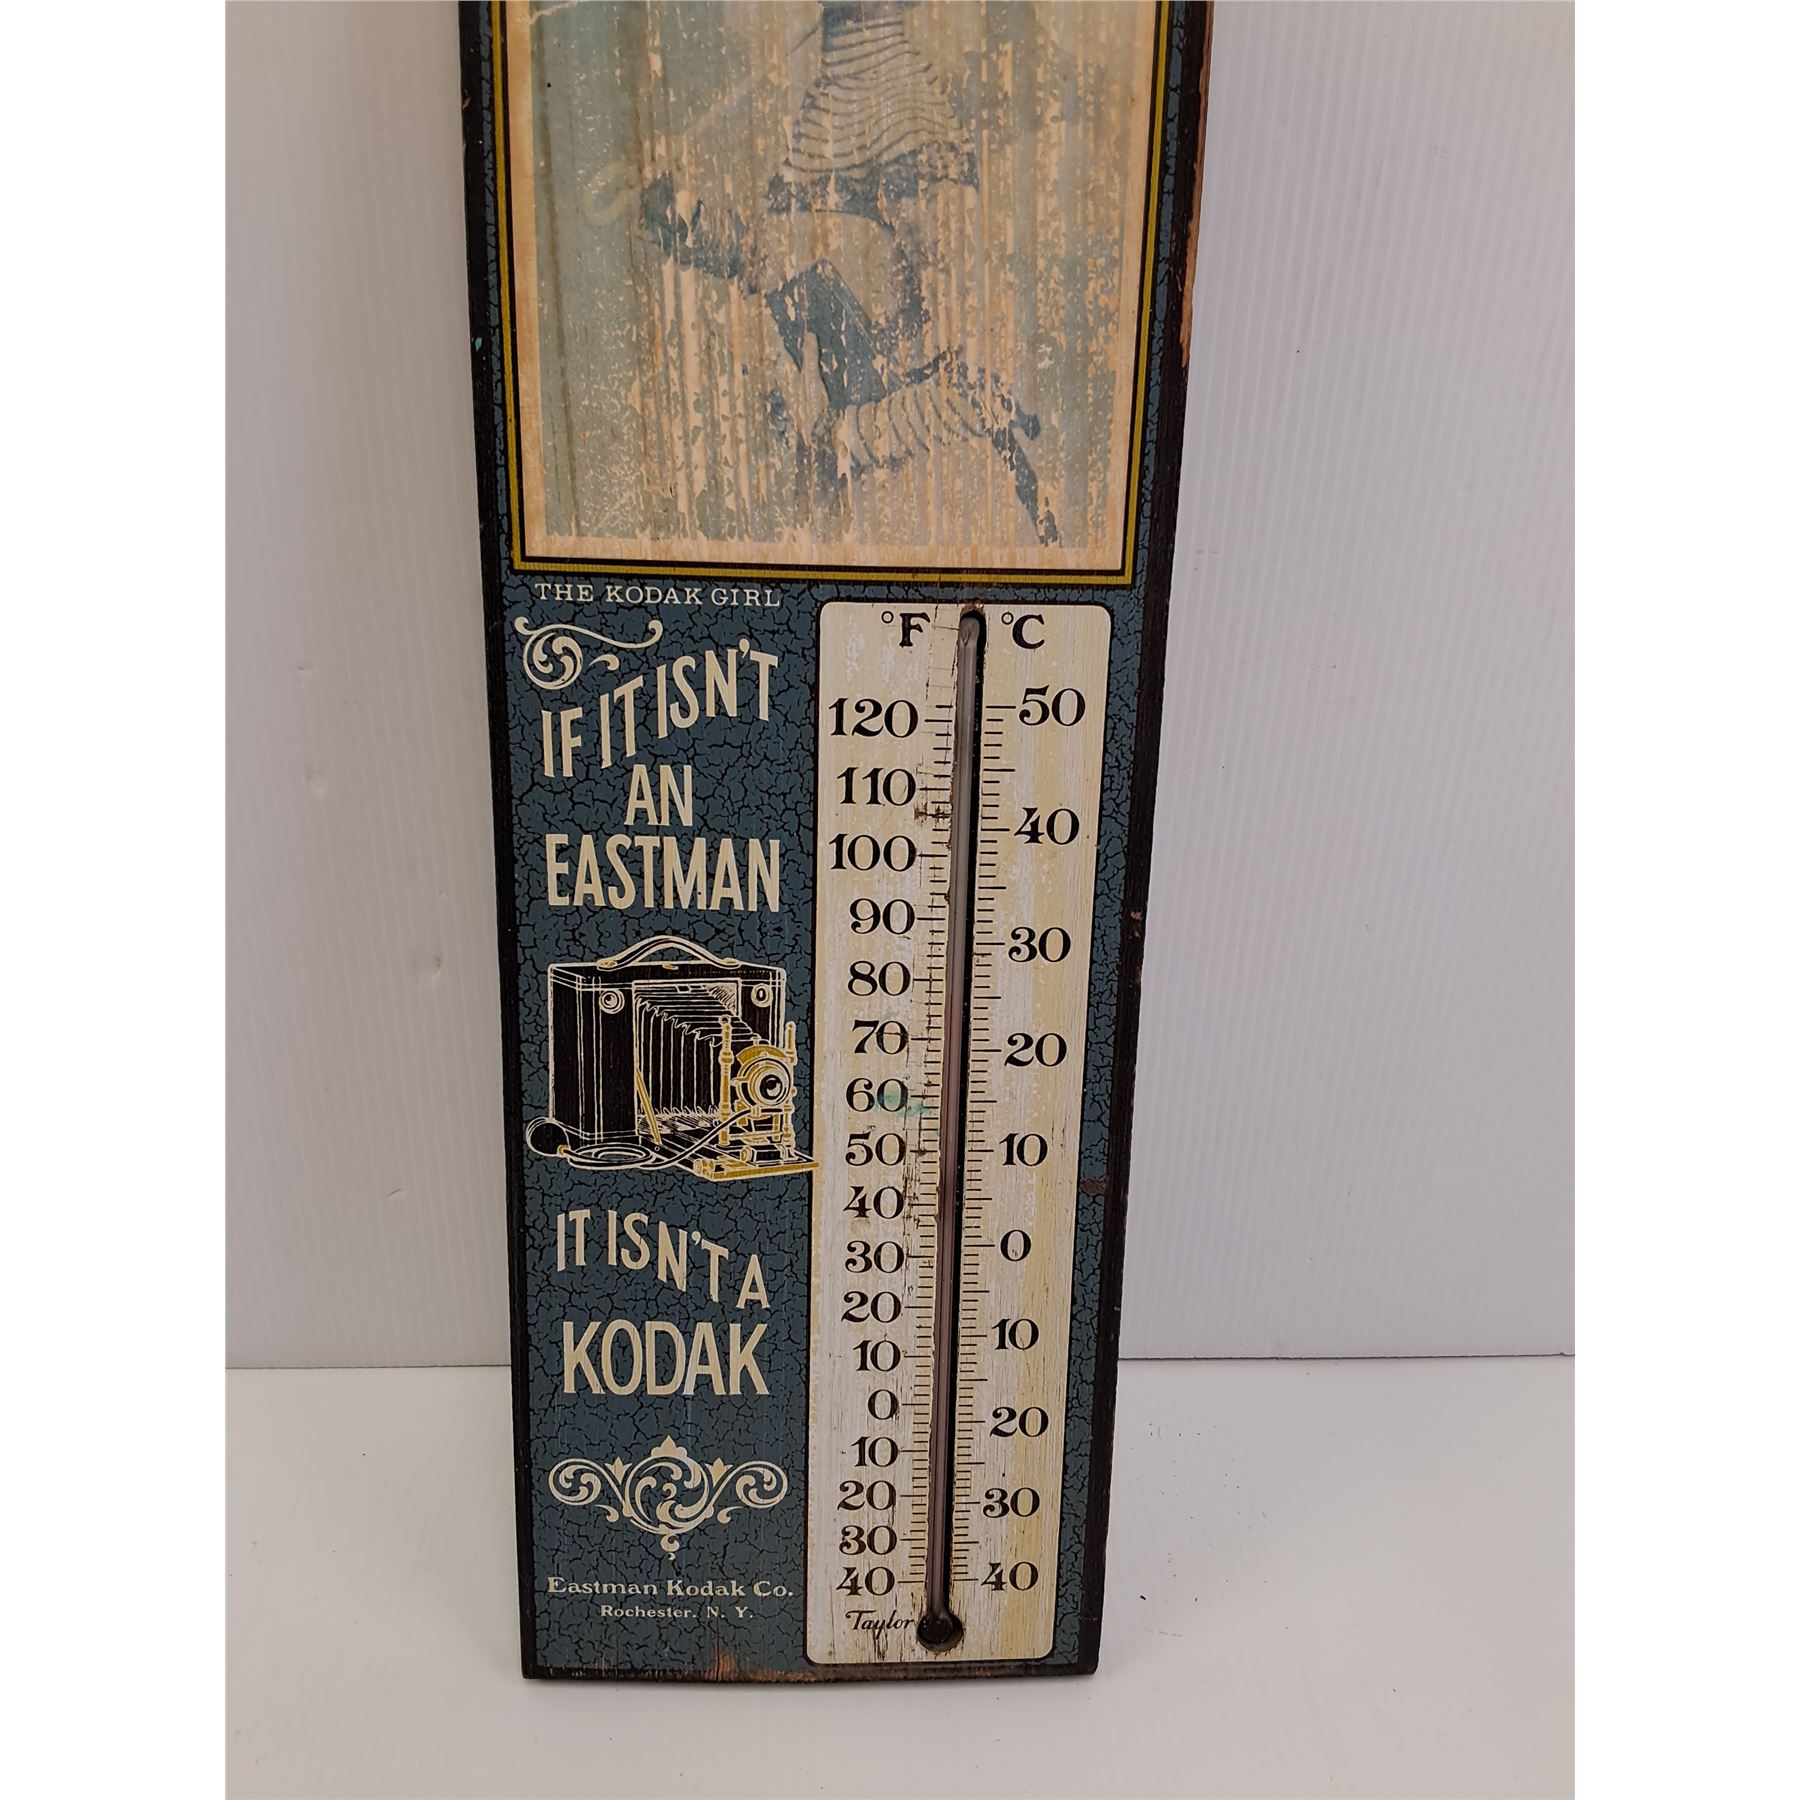 THE KODAK GIRL
IF IT ISN'T
AN
EASTMAN
IT ISN'T A
KODAK
Eastman Kodak Co.
Rochester. N. Y.
°F °C
120 50
110
100 40
90
80 30
70
60 20
50 10
40
30 0
20
10 10
0
10 20
20
30 30
40 40
Taylor